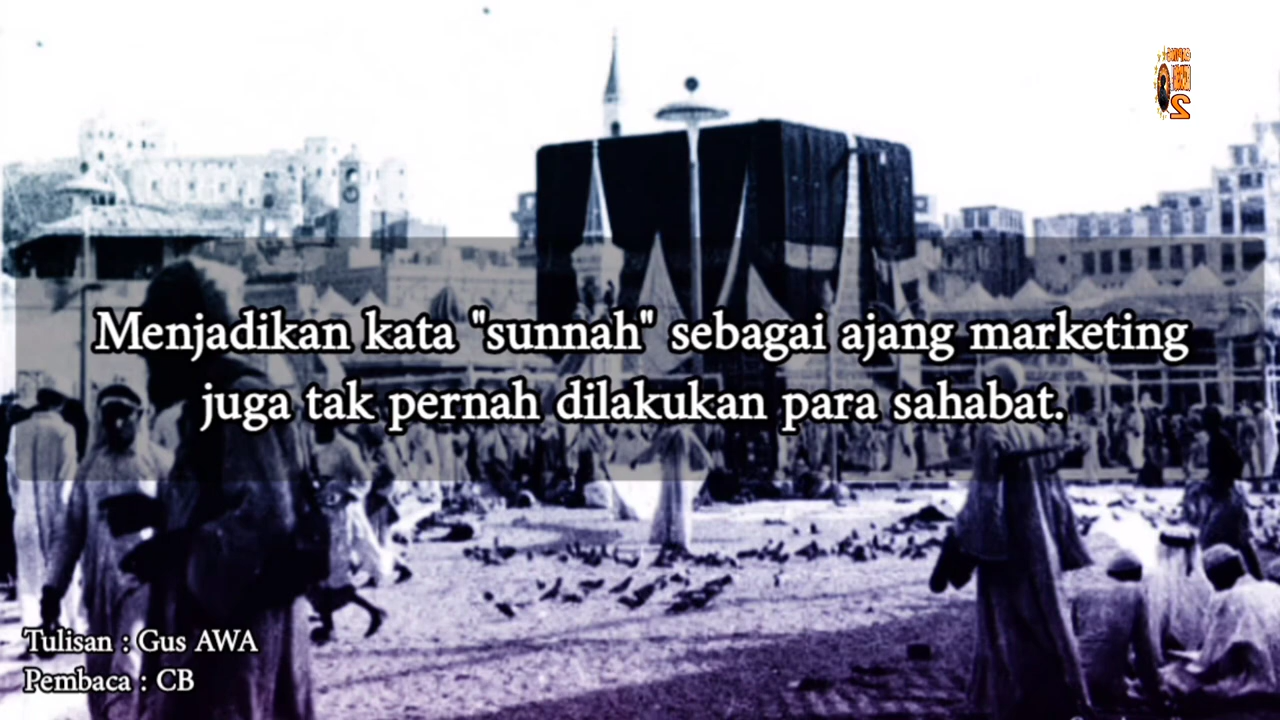 Menjadikan kata "sunnah" sebagai ajang marketing
juga tak pernah dilakukan para sahabat.
Tulisan : Gus AWA
Pembaca : CB